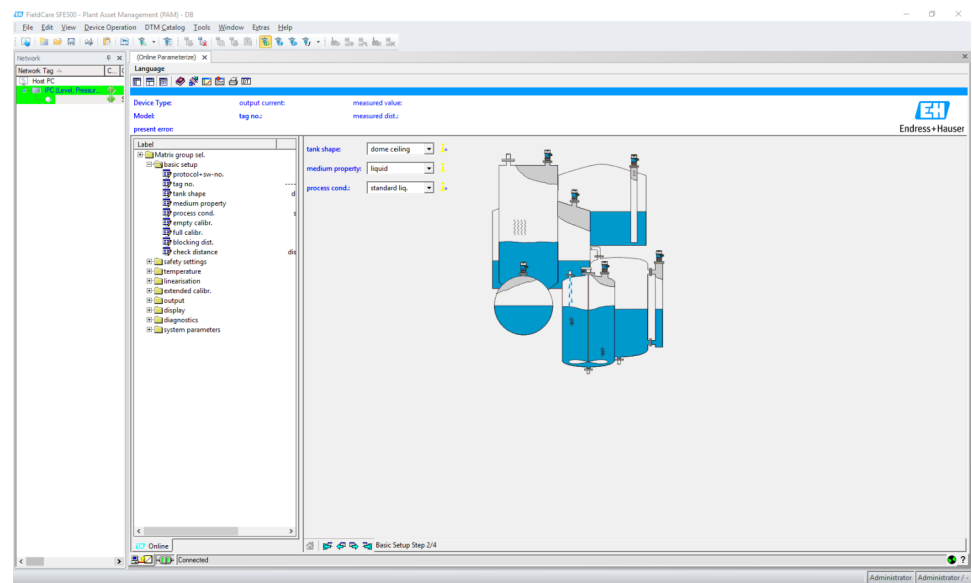 FieldCare SFE500 - Plant Asset Management (PAM) - DB
File Edit View Device Operation DTM Catalog Tools Window Extras Help
Network
(Online Parameterize)
Network Tag
C...
Language
Host PC
IPC (Level, Pressur...
Device Type:
output current:
measured value:
Model:
tag no.:
measured dist.:
present error:
EH
Endress+Hauser
Label
Matrix group sel.
basic setup
protocol+sw-no.
tag no.
----
tank shape
d
medium property
process cond.
s
empty calibr.
full calibr.
blocking dist.
check distance
dis
safety settings
temperature
linearisation
extended calibr.
output
display
diagnostics
system parameters
tank shape:
dome ceiling
medium property:
liquid
process cond.:
standard liq.
Online
Basic Setup Step 2/4
Connected
Administrator
Administrator / -